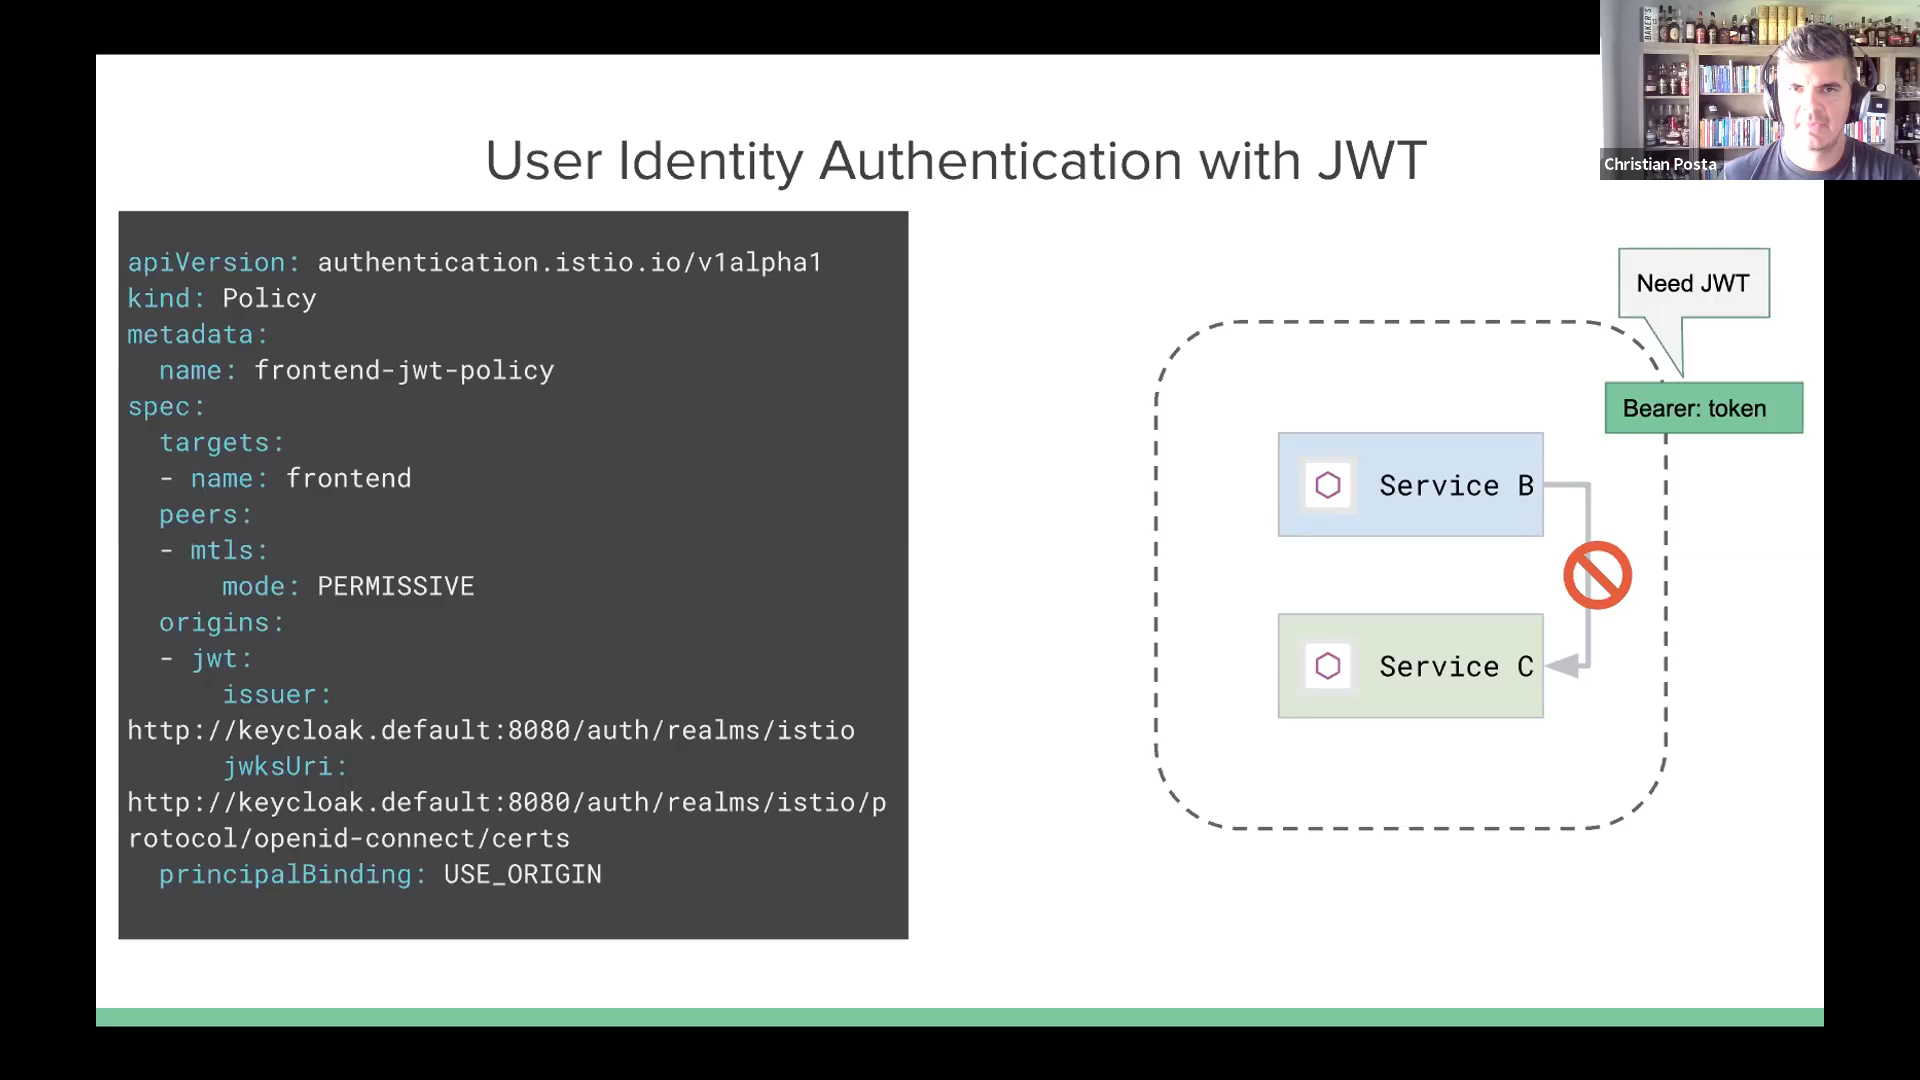 BAKER'S
Christian Posta
User Identity Authentication with JWT
apiVersion: authentication.istio.io/v1alpha1
kind: Policy
metadata:
  name: frontend-jwt-policy
spec:
  targets:
  - name: frontend
  peers:
  - mtls:
      mode: PERMISSIVE
  origins:
  - jwt:
      issuer:
http://keycloak.default:8080/auth/realms/istio
      jwksUri:
http://keycloak.default:8080/auth/realms/istio/p
rotocol/openid-connect/certs
  principalBinding: USE_ORIGIN
Need JWT
Bearer: token
Service B
Service C